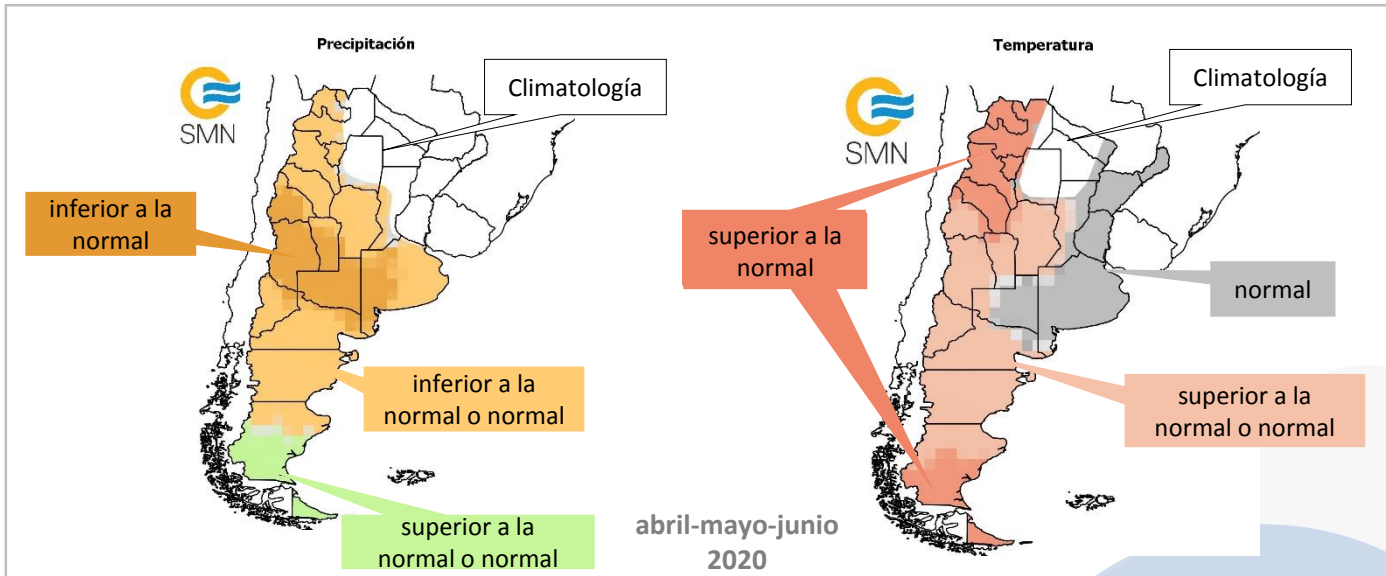 Precipitación
SMN
Climatología
inferior a la
normal
inferior a la
normal o normal
superior a la
normal o normal
abril-mayo-junio
2020
Temperatura
SMN
Climatología
superior a la
normal
normal
superior a la
normal o normal